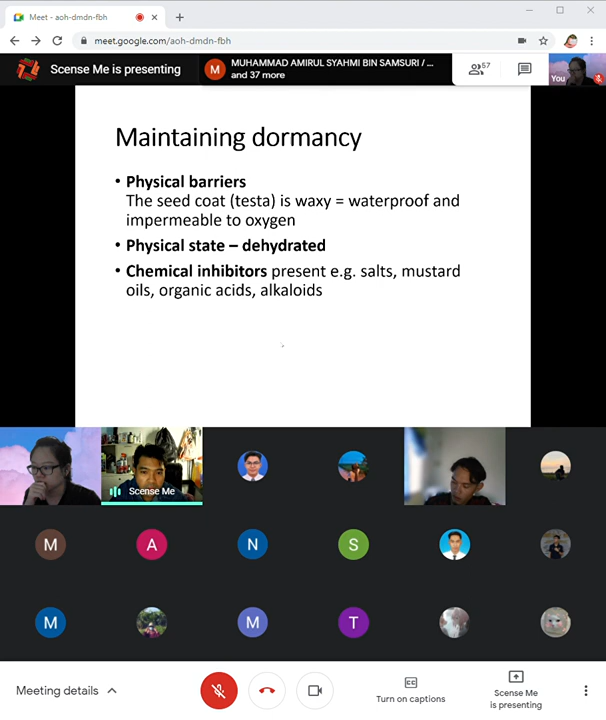 Meet - aoh-dmdn-fbh
meet.google.com/aoh-dmdn-fbh
Scense Me is presenting
M
MUHAMMAD AMIRUL SYAHMI BIN SAMSURI / ...
and 37 more
57
You
Maintaining dormancy
• Physical barriers
The seed coat (testa) is waxy = waterproof and
impermeable to oxygen
• Physical state – dehydrated
• Chemical inhibitors present e.g. salts, mustard
oils, organic acids, alkaloids
Scense Me
M
A
N
S
M
M
T
Meeting details
CC
Turn on captions
Scense Me
is presenting